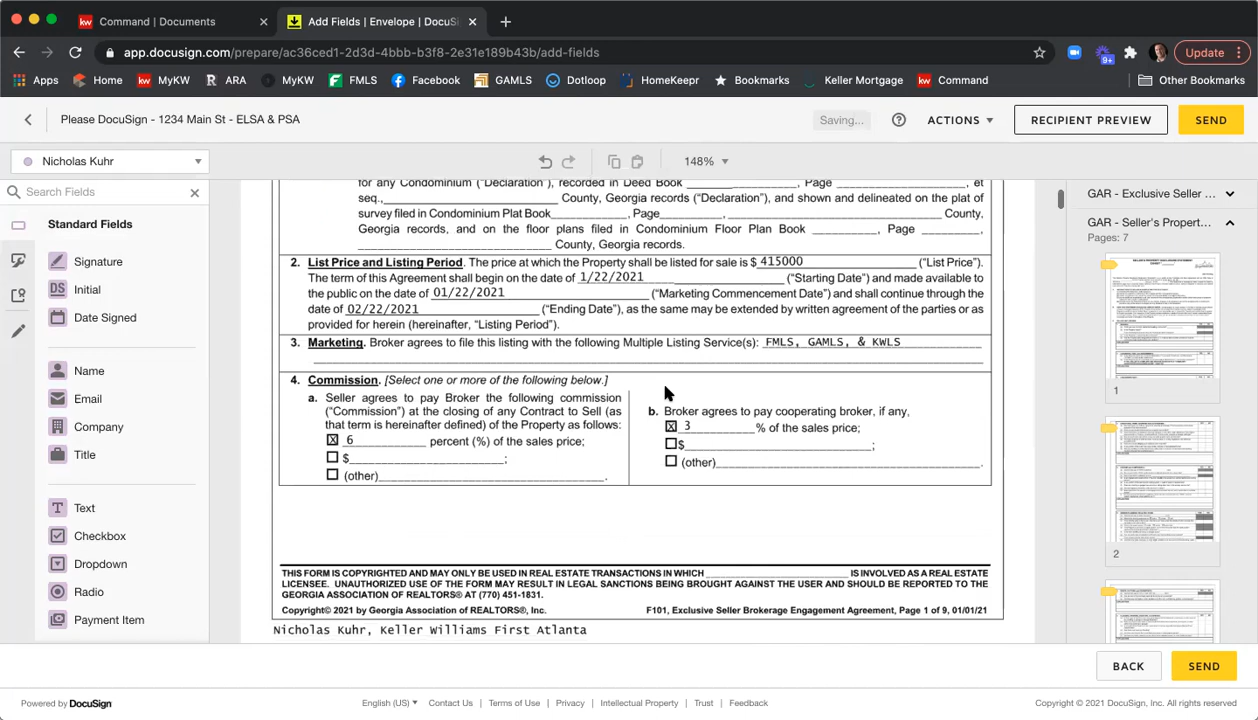 Command | Documents
Add Fields | Envelope | DocuSi
app.docusign.com/prepare/ac36ced1-2d3d-4bbb-b3f8-2e31e189b43b/add-fields
9+
Update
Apps
Home
kw MyKW
R ARA
MyKW
FMLS
Facebook
GAMLS
Dotloop
HomeKeepr
Bookmarks
Keller Mortgage
kw Command
Other Bookmarks
Please DocuSign - 1234 Main St - ELSA & PSA
Saving...
ACTIONS
RECIPIENT PREVIEW
SEND
Nicholas Kuhr
148%
Search Fields
Standard Fields
Signature
DS Initial
Date Signed
Name
Email
Company
Title
T Text
Checkbox
Dropdown
Radio
Payment Item
for any Condominium ("Declaration"), recorded in Deed Book ____________, Page ____________, et
seq.,____________ County, Georgia records ("Declaration"), and shown and delineated on the plat of
survey filed in Condominium Plat Book____________, Page____________, ____________ County,
Georgia records, and on the floor plans filed in Condominium Floor Plan Book ____________, Page ____________,
____________ County, Georgia records.
2. List Price and Listing Period. The price at which the Property shall be listed for sale is $ 415000 ("List Price").
The term of this Agreement shall begin on the date of 1/22/2021 ("Starting Date") and made available to
the public on the date of 01/22/2021 ("Marketing Commencement Date") and shall continue through the
date of 02/22/2021 ("Ending Date"), as the same may be extended by written agreement of the parties or as
provided for herein (hereinafter, "Listing Period").
3. Marketing. Broker agrees to file this listing with the following Multiple Listing Service(s): FMLS, GAMLS, & KWLS
4. Commission. [Select one or more of the following below.]
a. Seller agrees to pay Broker the following commission
("Commission") at the closing of any Contract to Sell (as
that term is hereinafter defined) of the Property as follows:
X 6 percent (%) of the sales price;
$____________;
(other)____________.
b. Broker agrees to pay cooperating broker, if any,
X 3 % of the sales price;
$____________;
(other)____________.
THIS FORM IS COPYRIGHTED AND MAY ONLY BE USED IN REAL ESTATE TRANSACTIONS IN WHICH ____________ IS INVOLVED AS A REAL ESTATE
LICENSEE. UNAUTHORIZED USE OF THE FORM MAY RESULT IN LEGAL SANCTIONS BEING BROUGHT AGAINST THE USER AND SHOULD BE REPORTED TO THE
GEORGIA ASSOCIATION OF REALTORS® AT (770) 451-1831.
Copyright© 2021 by Georgia Association of REALTORS®, Inc. F101, Exclusive Seller Brokerage Engagement Agreement, Page 1 of 9, 01/01/21
Nicholas Kuhr, Keller Williams First Atlanta
GAR - Exclusive Seller ...
GAR - Seller's Propert...
Pages: 7
1
2
BACK
SEND
Powered by DocuSign
English (US)
Contact Us
Terms of Use
Privacy
Intellectual Property
Trust
Feedback
Copyright © 2021 DocuSign, Inc. All rights reserved